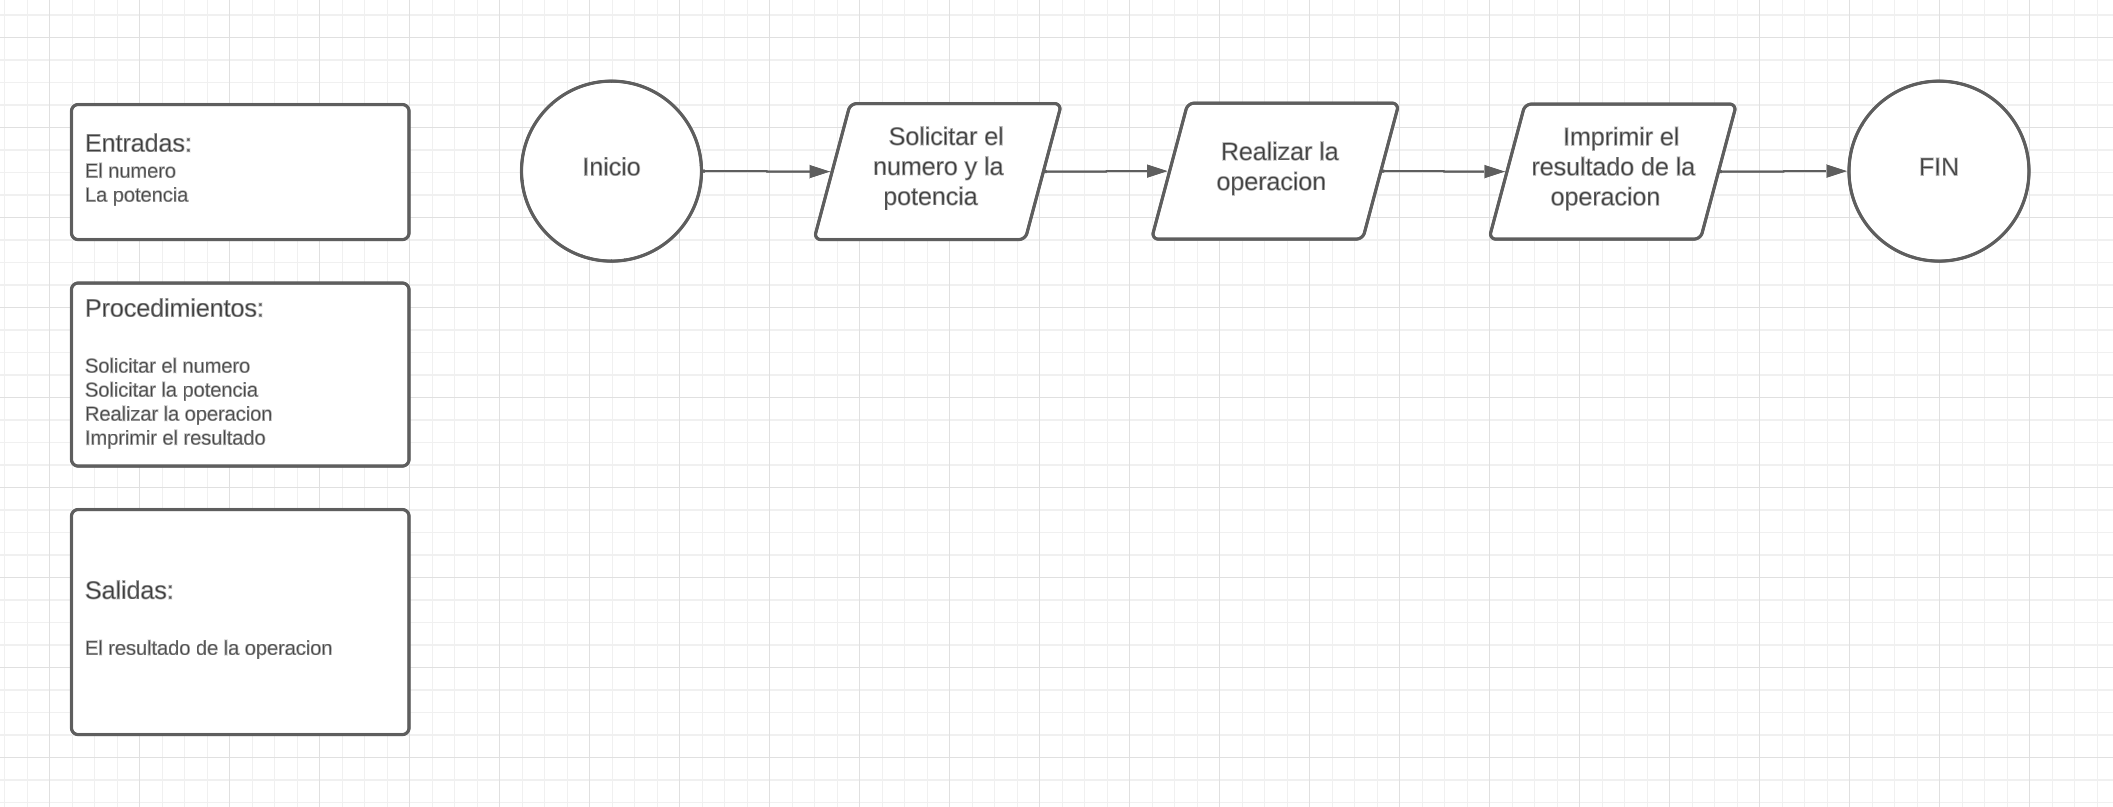 Entradas:
El numero
La potencia
Procedimientos:
Solicitar el numero
Solicitar la potencia
Realizar la operacion
Imprimir el resultado
Salidas:
El resultado de la operacion
Inicio
Solicitar el
numero y la
potencia
Realizar la
operacion
Imprimir el
resultado de la
operacion
FIN